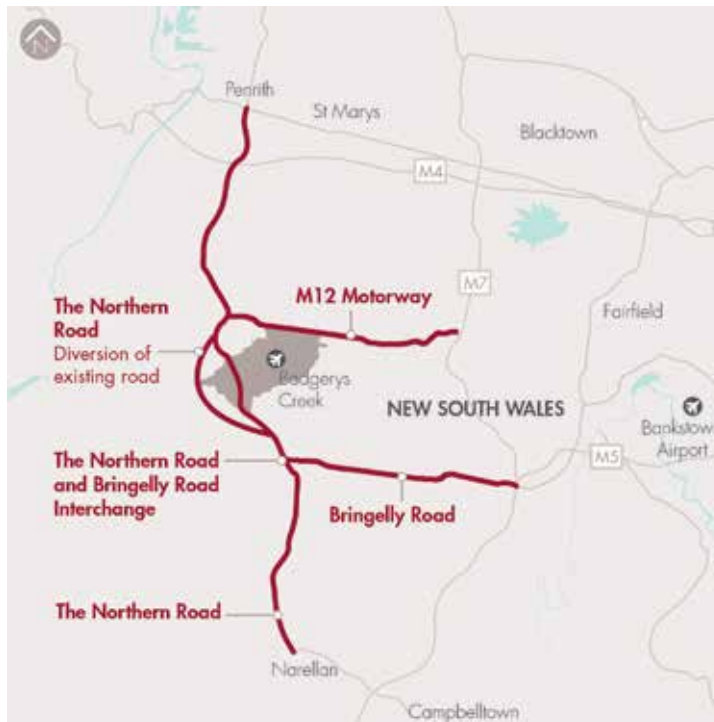 N
Penrith
St Marys
Blacktown
M4
M7
The Northern
Road
Diversion of
existing road
M12 Motorway
Fairfield
Badgerys
Creek
NEW SOUTH WALES
Bankstown
Airport
M5
The Northern Road
and Bringelly Road
Interchange
Bringelly Road
The Northern Road
Narellan
Campbelltown